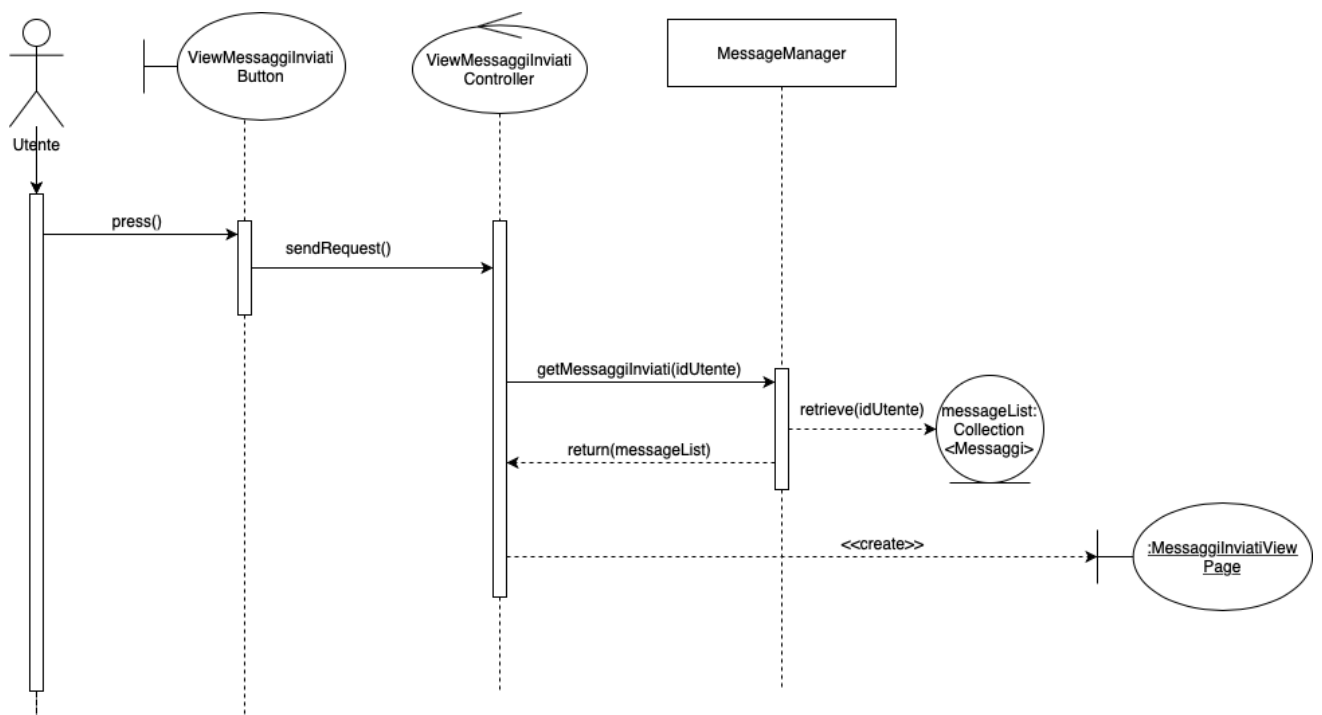 ViewMessaggiInviati
Button
ViewMessaggiInviati
Controller
MessageManager
Utente
press()
sendRequest()
getMessaggiInviati(idUtente)
retrieve(idUtente)
messageList:
Collection
<Messaggi>
return(messageList)
<<create>>
:MessaggiInviatiView
Page